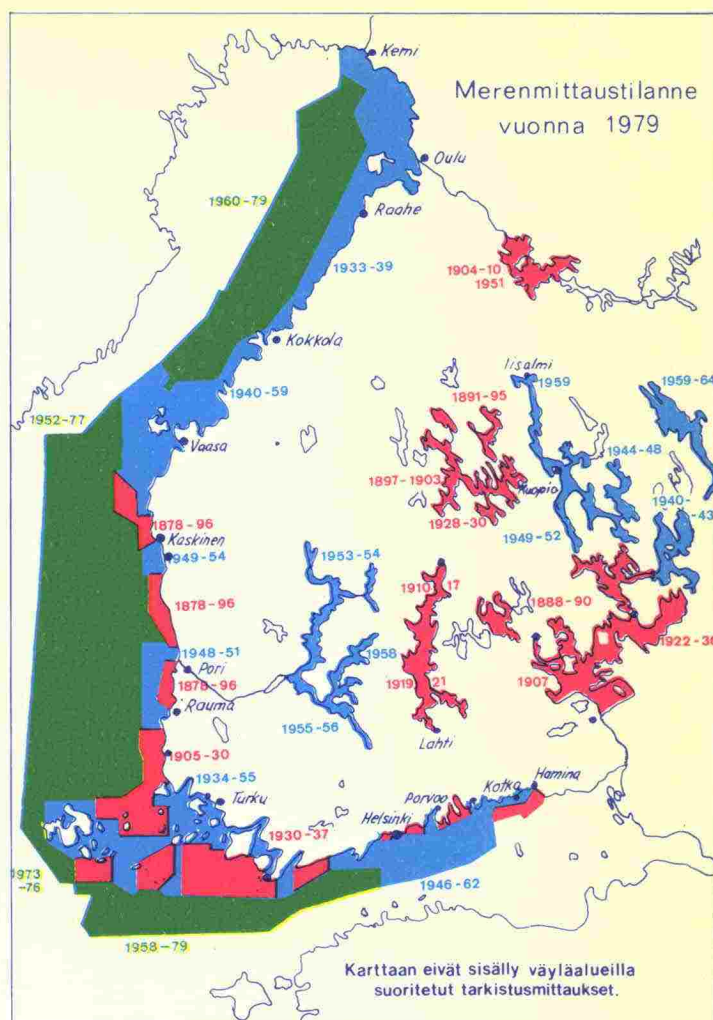 Kemi
Merenmittaustilanne
vuonna 1979
Oulu
1960-79
Raahe
1933-39
1904-10
1951
Kokkola
Iisalmi
1959
1959-64
1891-95
1940-59
1952-77
Vaasa
1944-48
1897-1903
Kuopio
1940-
-43
1928-30
1878-96
Kaskinen
1949-52
1953-54
1910
17
1888-90
1878-96
1922-36
1948-51
1958
Pori
1878-96
1919
21
1907
Rauma
1955-56
Lahti
1905-30
1934-55
Hamina
Kotka
Turku
Porvoo
1930-37
Helsinki
1973
-76
1946-62
1958-79
Karttaan eivät sisälly väyläalueilla
suoritetut tarkistusmittaukset.